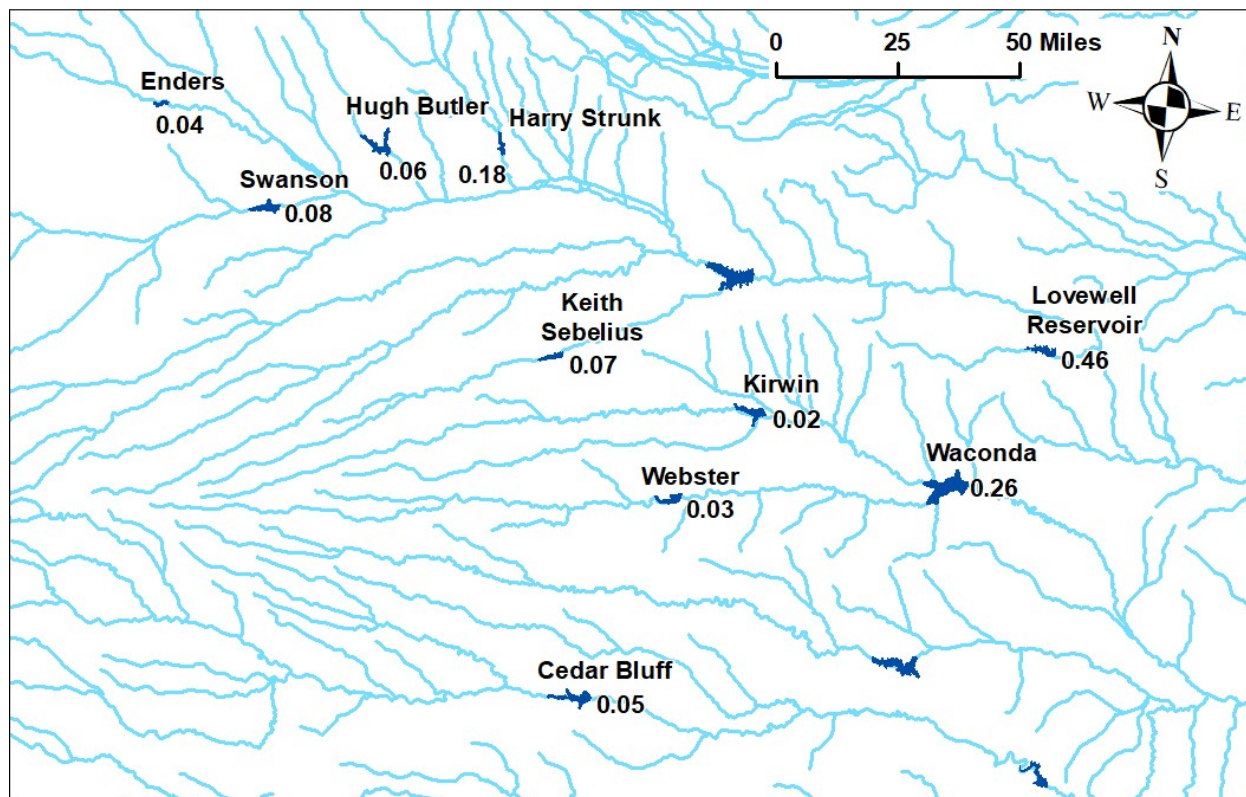 0 25 50 Miles
N
W E
S
Enders
0.04
Hugh Butler
0.06
Harry Strunk
0.18
Swanson
0.08
Keith
Sebelius
0.07
Lovewell
Reservoir
0.46
Kirwin
0.02
Waconda
0.26
Webster
0.03
Cedar Bluff
0.05